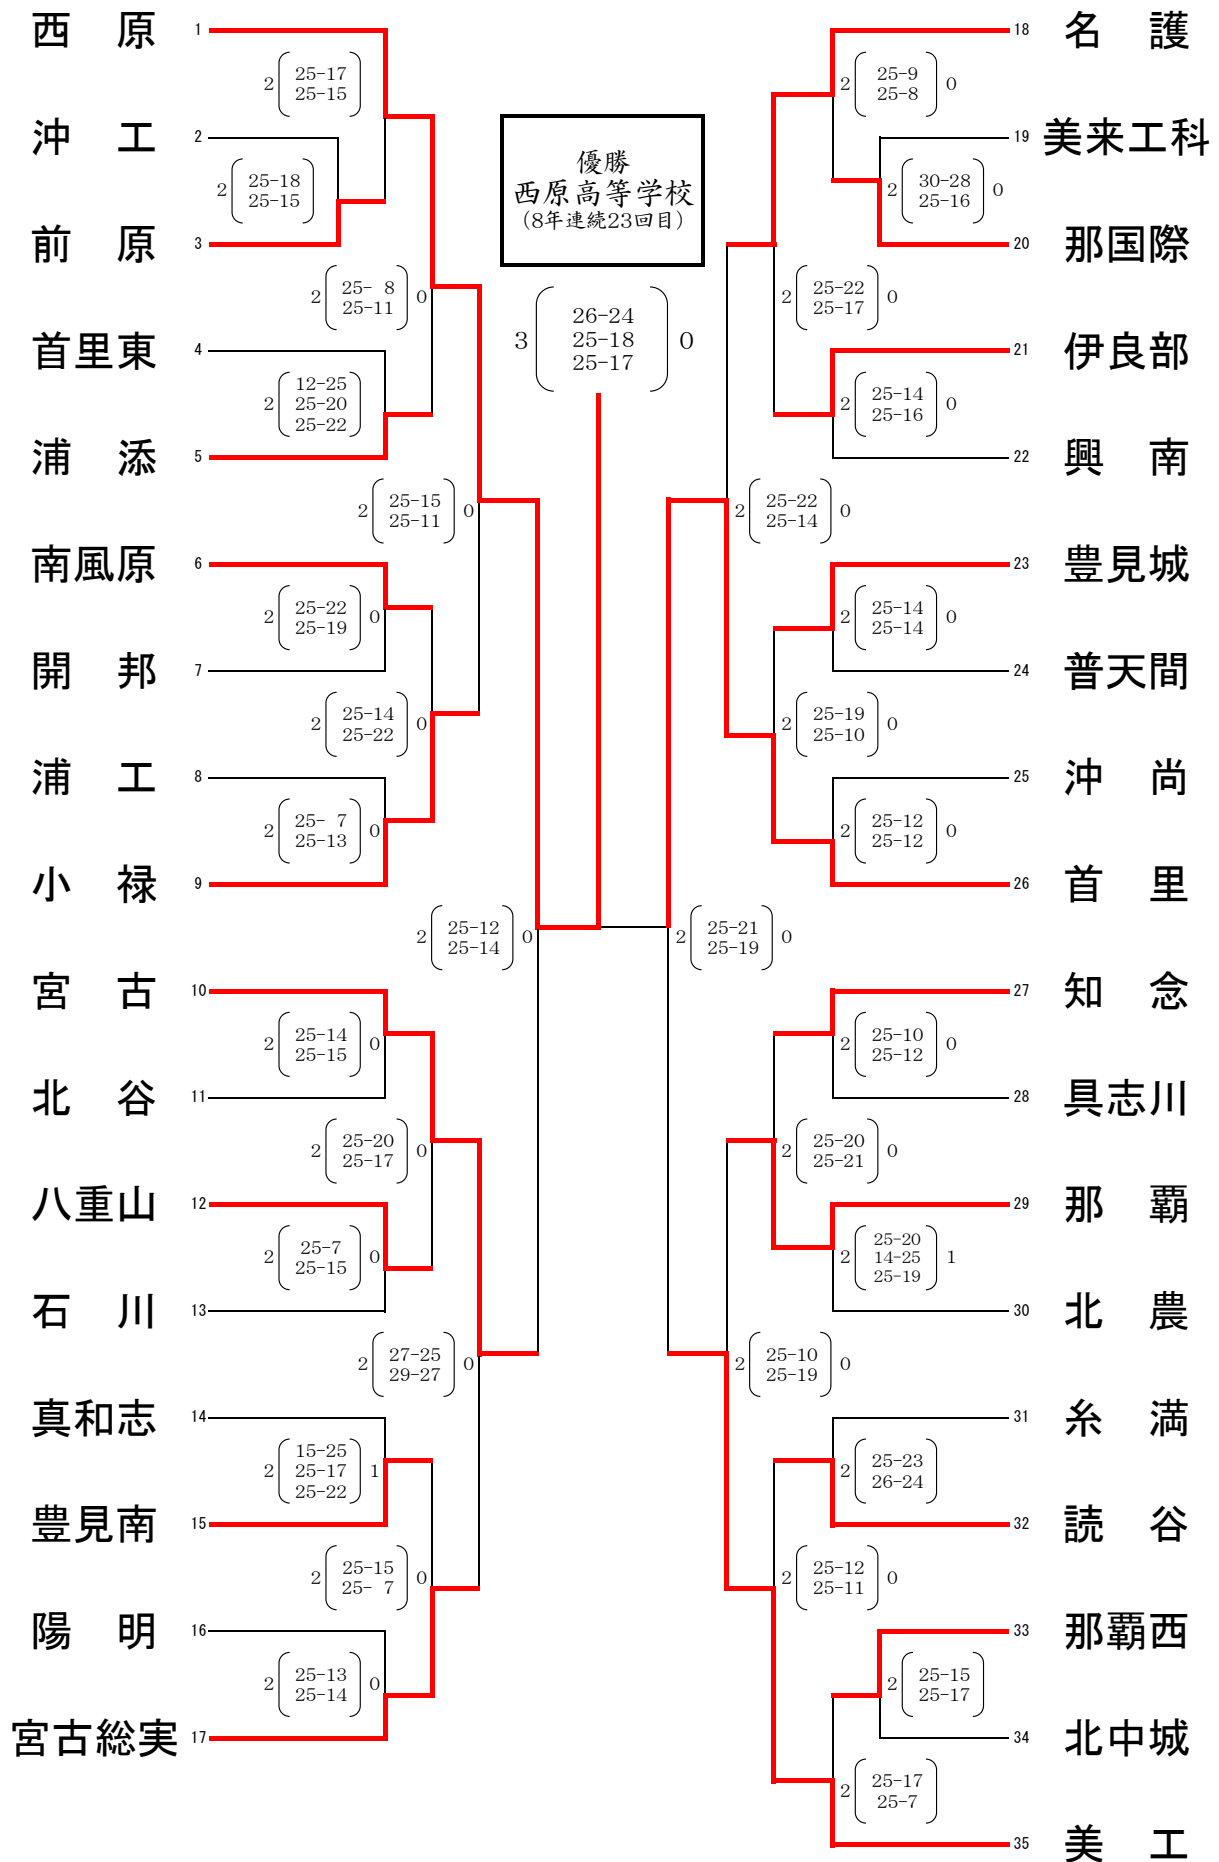 西　原 1
2 25-17 25-15
沖　工 2
2 25-18 25-15
前　原 3
2 25- 8 25-11 0
首里東 4
2 12-25 25-20 25-22
浦　添 5
2 25-15 25-11 0
南風原 6
2 25-22 25-19 0
開　邦 7
2 25-14 25-22 0
浦　工 8
2 25- 7 25-13 0
小　禄 9
2 25-12 25-14 0
宮　古 10
2 25-14 25-15 0
北　谷 11
2 25-20 25-17 0
八重山 12
2 25-7 25-15 0
石　川 13
2 27-25 29-27 0
真和志 14
2 15-25 25-17 25-22 1
豊見南 15
2 25-15 25- 7 0
陽　明 16
2 25-13 25-14 0
宮古総実 17
優勝
西原高等学校
(8年連続23回目)
3 26-24 25-18 25-17 0
18 名　護
2 25-9 25-8 0
19 美来工科
2 30-28 25-16 0
20 那国際
2 25-22 25-17 0
21 伊良部
2 25-14 25-16 0
22 興　南
2 25-22 25-14 0
23 豊見城
2 25-14 25-14 0
24 普天間
2 25-19 25-10 0
25 沖　尚
2 25-12 25-12 0
26 首　里
2 25-21 25-19 0
27 知　念
2 25-10 25-12 0
28 具志川
2 25-20 25-21 0
29 那　覇
2 25-20 14-25 25-19 1
30 北　農
2 25-10 25-19 0
31 糸　満
2 25-23 26-24
32 読　谷
2 25-12 25-11 0
33 那覇西
2 25-15 25-17
34 北中城
2 25-17 25-7
35 美　工